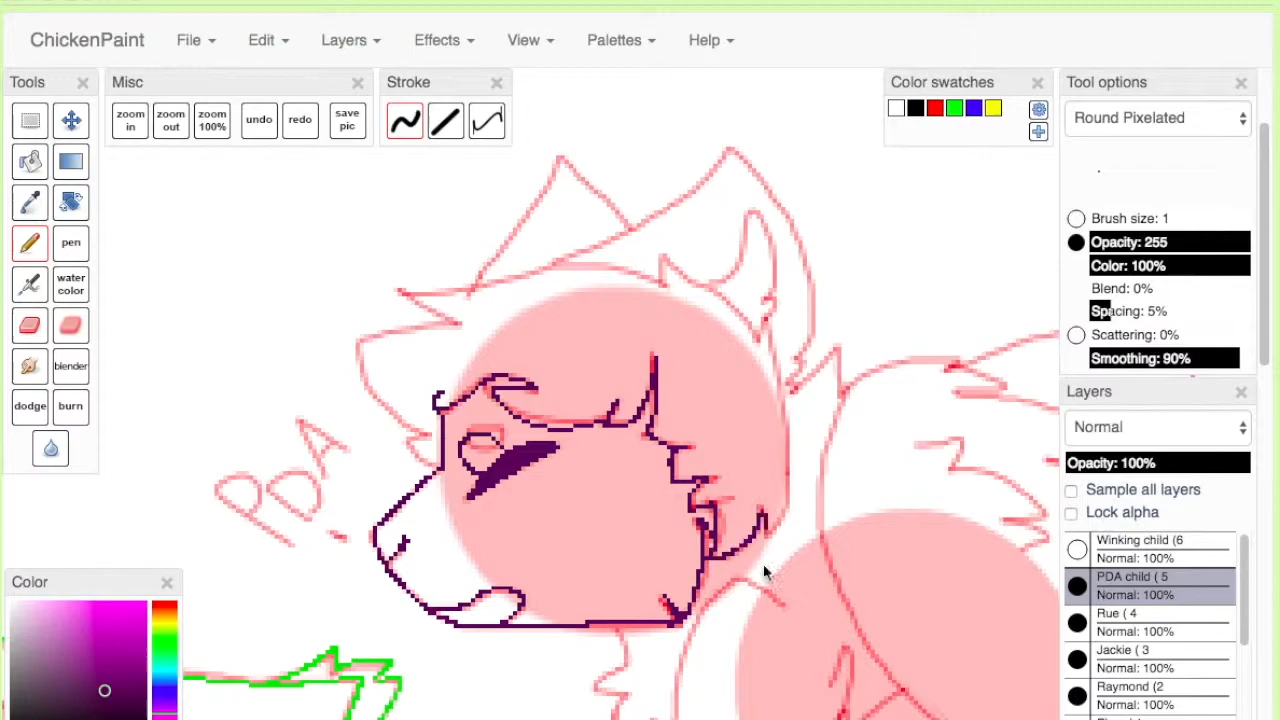 ChickenPaint File Edit Layers Effects View Palettes Help
Tools
Misc
Stroke
Color swatches
Tool options
zoom in
zoom out
zoom 100%
undo
redo
save pic
Round Pixelated
Brush size: 1
Opacity: 255
Color: 100%
Blend: 0%
Spacing: 5%
Scattering: 0%
Smoothing: 90%
pen
water color
blender
dodge
burn
Layers
Normal
Opacity: 100%
Sample all layers
Lock alpha
Winking child (6
Normal: 100%
PDA child ( 5
Normal: 100%
Rue ( 4
Normal: 100%
Jackie ( 3
Normal: 100%
Raymond (2
Normal: 100%
PDA
Color